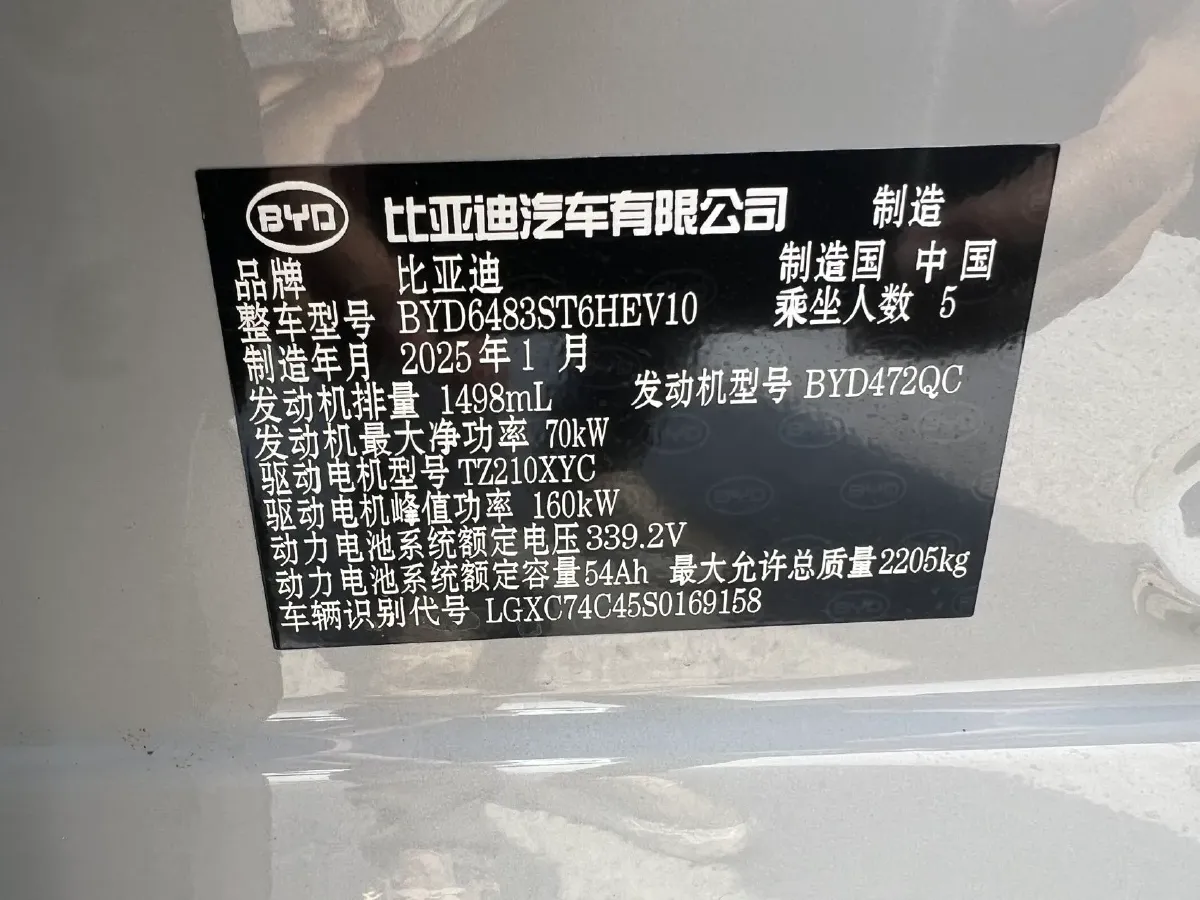 BYD 比亚迪汽车有限公司 制造
品牌 比亚迪 制造国 中国
整车型号 BYD6483ST6HEV10 乘坐人数 5
制造年月 2025年1月
发动机排量 1498mL 发动机型号 BYD472QC
发动机最大净功率 70kW
驱动电机型号 TZ210XYC
驱动电机峰值功率 160kW
动力电池系统额定电压 339.2V
动力电池系统额定容量 54Ah 最大允许总质量 2205kg
车辆识别代号 LGXC74C45S0169158